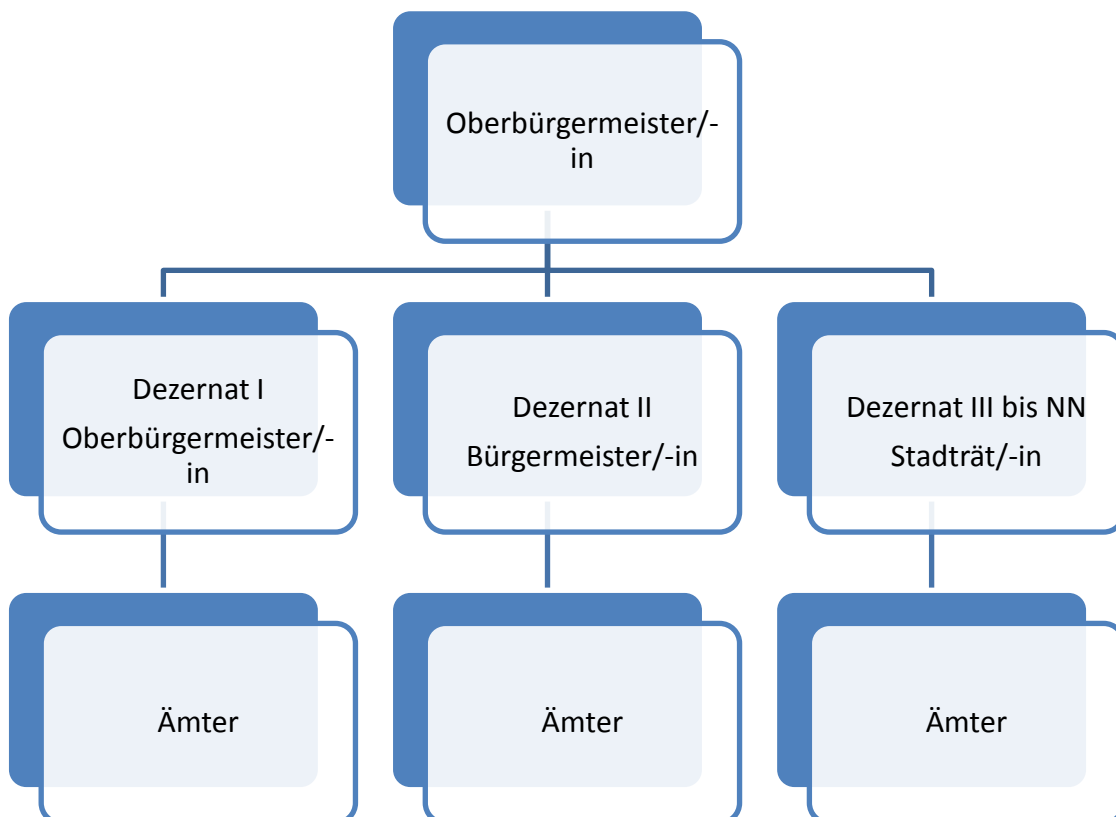 Oberbürgermeister/-
in
Dezernat I
Oberbürgermeister/-
in
Dezernat II
Bürgermeister/-in
Dezernat III bis NN
Stadträt/-in
Ämter
Ämter
Ämter